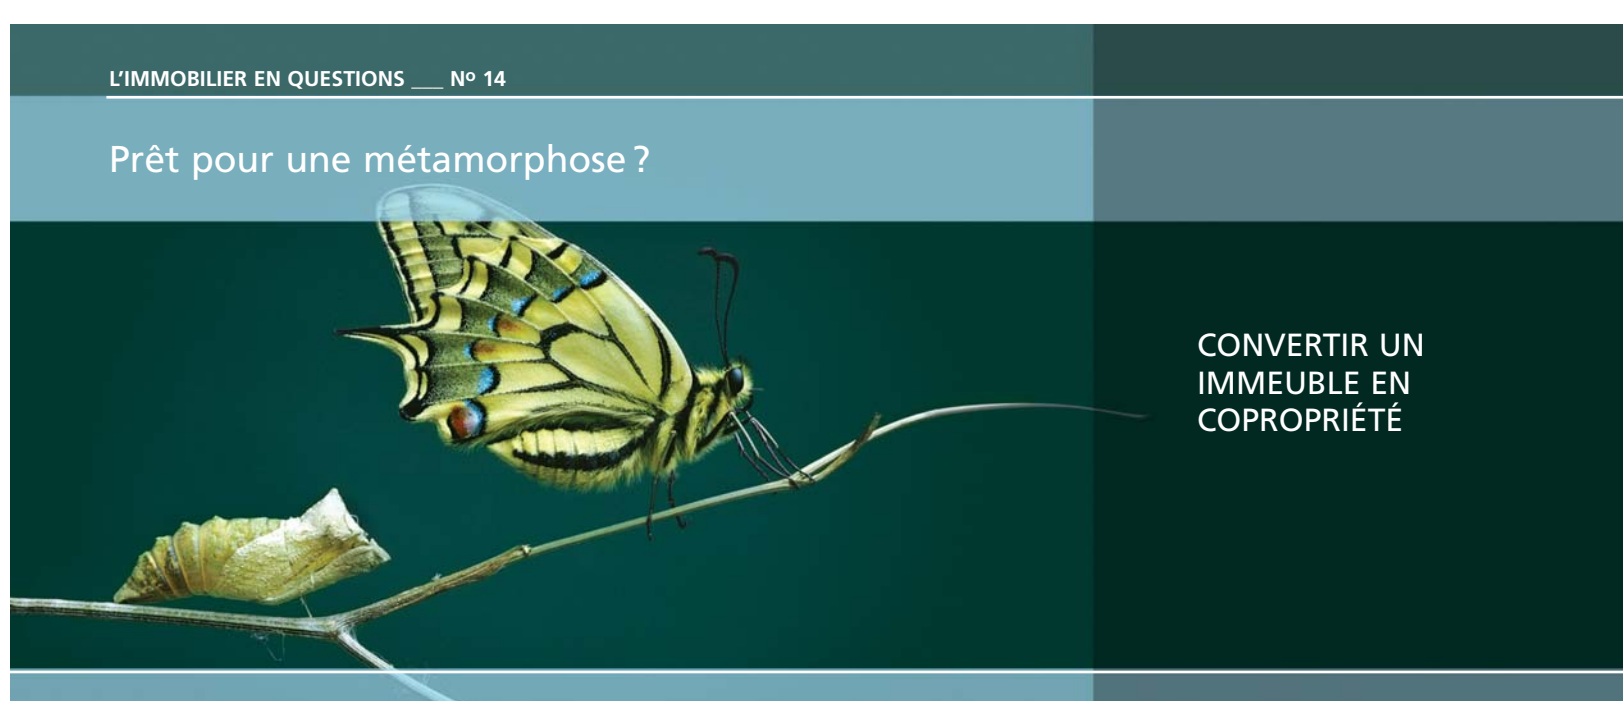 L’IMMOBILIER EN QUESTIONS ___ Nº 14
Prêt pour une métamorphose ?
CONVERTIR UN
IMMEUBLE EN
COPROPRIÉTÉ